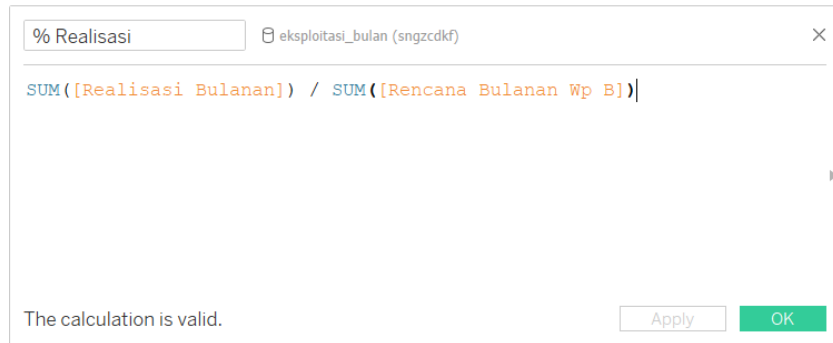 % Realisasi
eksploitasi_bulan (sngzcdkf)
SUM([Realisasi Bulanan]) / SUM([Rencana Bulanan Wp B])
The calculation is valid.
Apply
OK